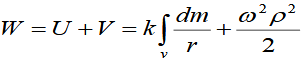 W = U + V = k ∫_v dm/r + ω²ρ²/2